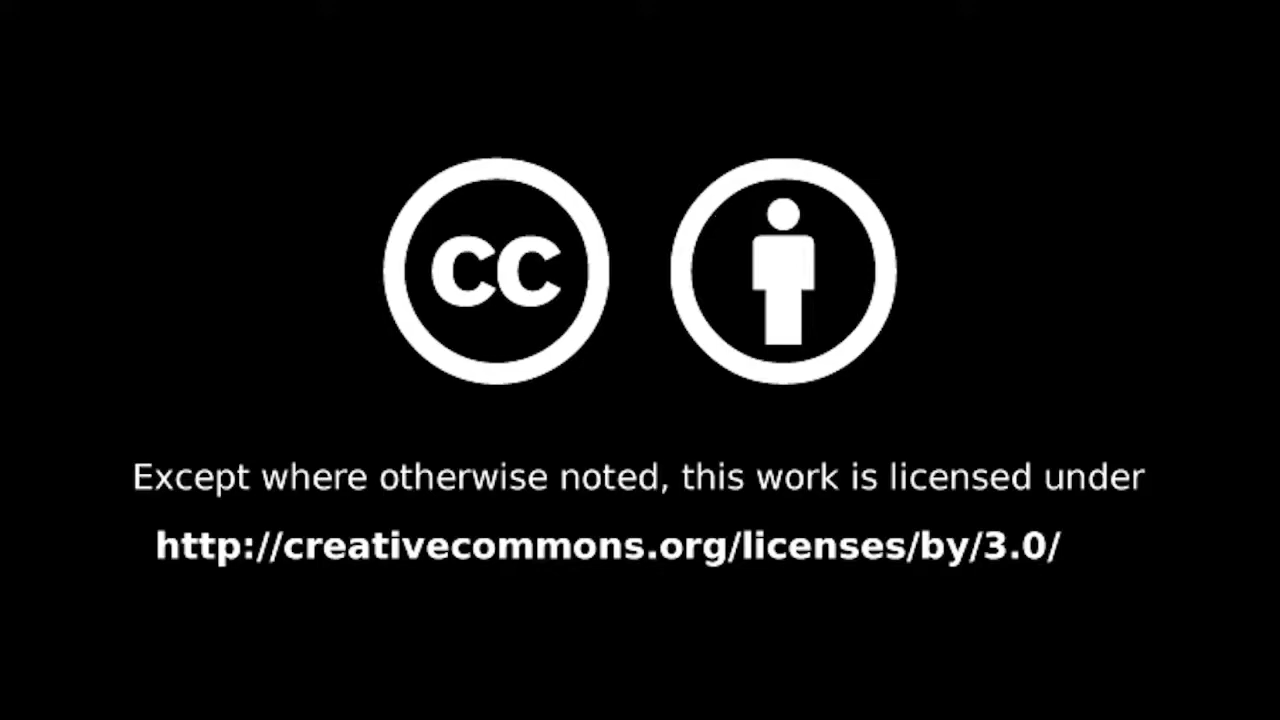 cc
Except where otherwise noted, this work is licensed under
http://creativecommons.org/licenses/by/3.0/